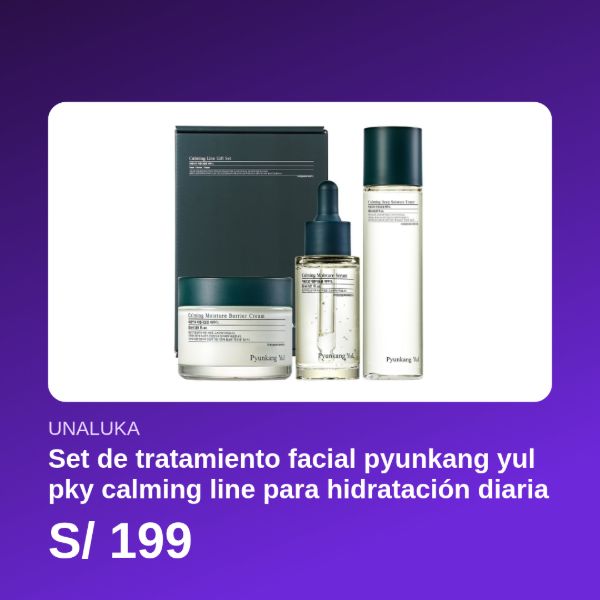 Calming Line Gift Set
Calming Deep Moisture Toner
Calming Moisture Serum
Calming Moisture Barrier Cream
Pyunkang Yul
Pyunkang Yul
Pyunkang Yul
UNALUKA
Set de tratamiento facial pyunkang yul
pky calming line para hidratación diaria
S/ 199